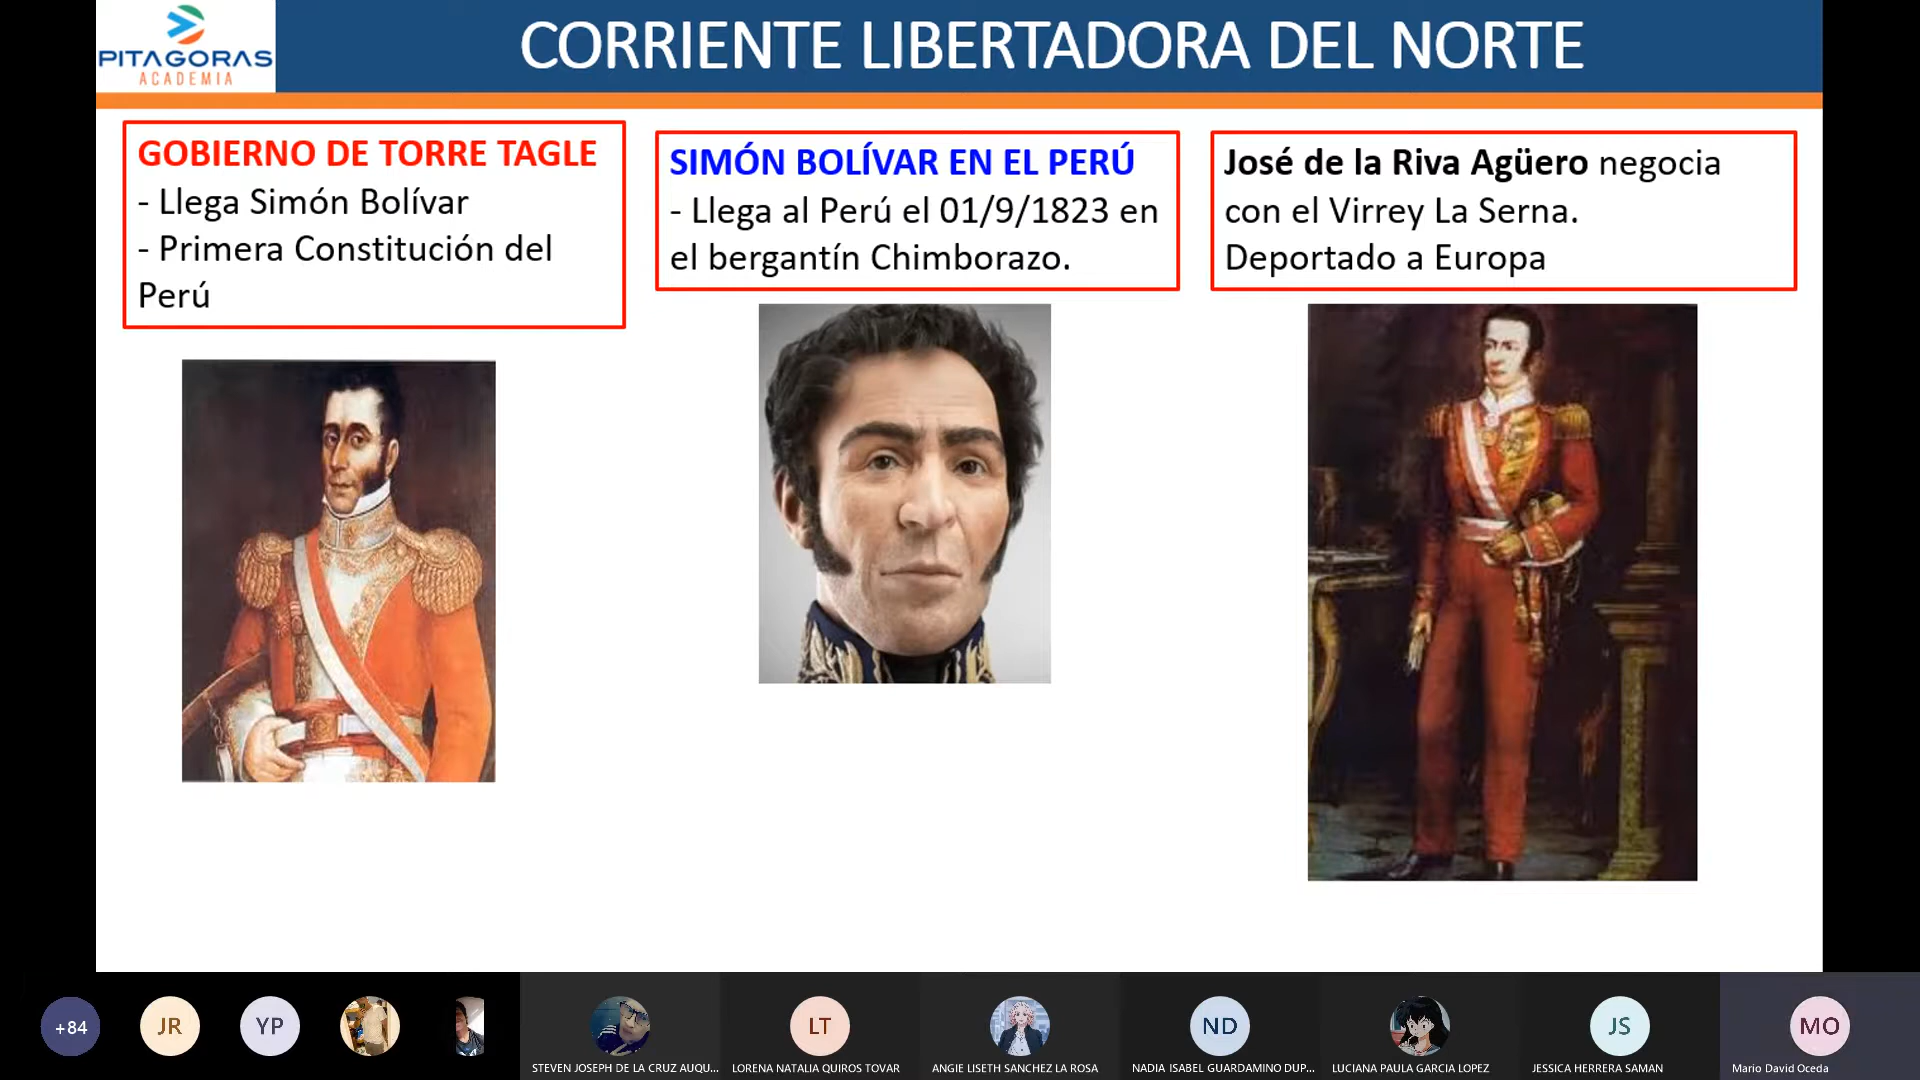 PITAGORAS
ACADEMIA
CORRIENTE LIBERTADORA DEL NORTE
GOBIERNO DE TORRE TAGLE
- Llega Simón Bolívar
- Primera Constitución del
Perú
SIMÓN BOLÍVAR EN EL PERÚ
- Llega al Perú el 01/9/1823 en
el bergantín Chimborazo.
José de la Riva Agüero negocia
con el Virrey La Serna.
Deportado a Europa
+84
JR
YP
LT
ND
JS
MO
STEVEN JOSEPH DE LA CRUZ AUQU...
LORENA NATALIA QUIROS TOVAR
ANGIE LISETH SANCHEZ LA ROSA
NADIA ISABEL GUARDAMINO DUP...
LUCIANA PAULA GARCIA LOPEZ
JESSICA HERRERA SAMAN
Mario David Oceda